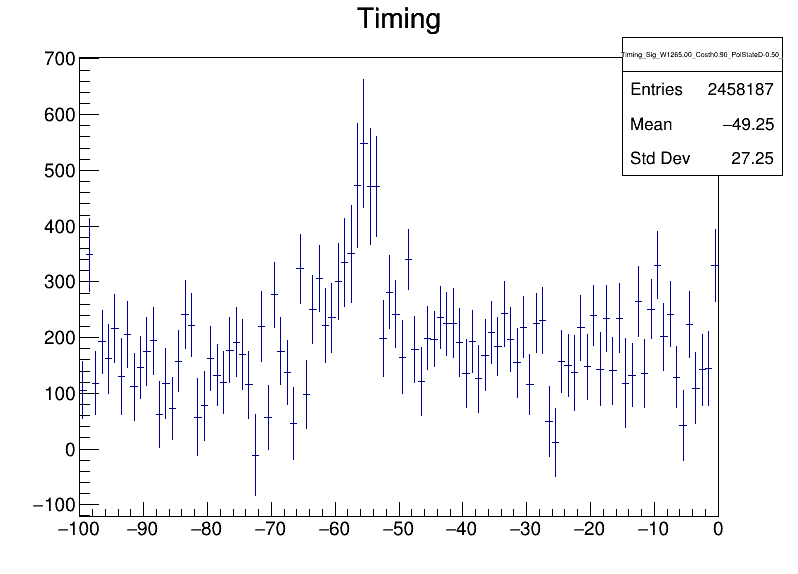 Timing
Timing_Sig_W1265.00_Costh0.90_PolStateD-0.50_
Entries 2458187
Mean −49.25
Std Dev 27.25
700
600
500
400
300
200
100
0
−100
−100 −90 −80 −70 −60 −50 −40 −30 −20 −10 0